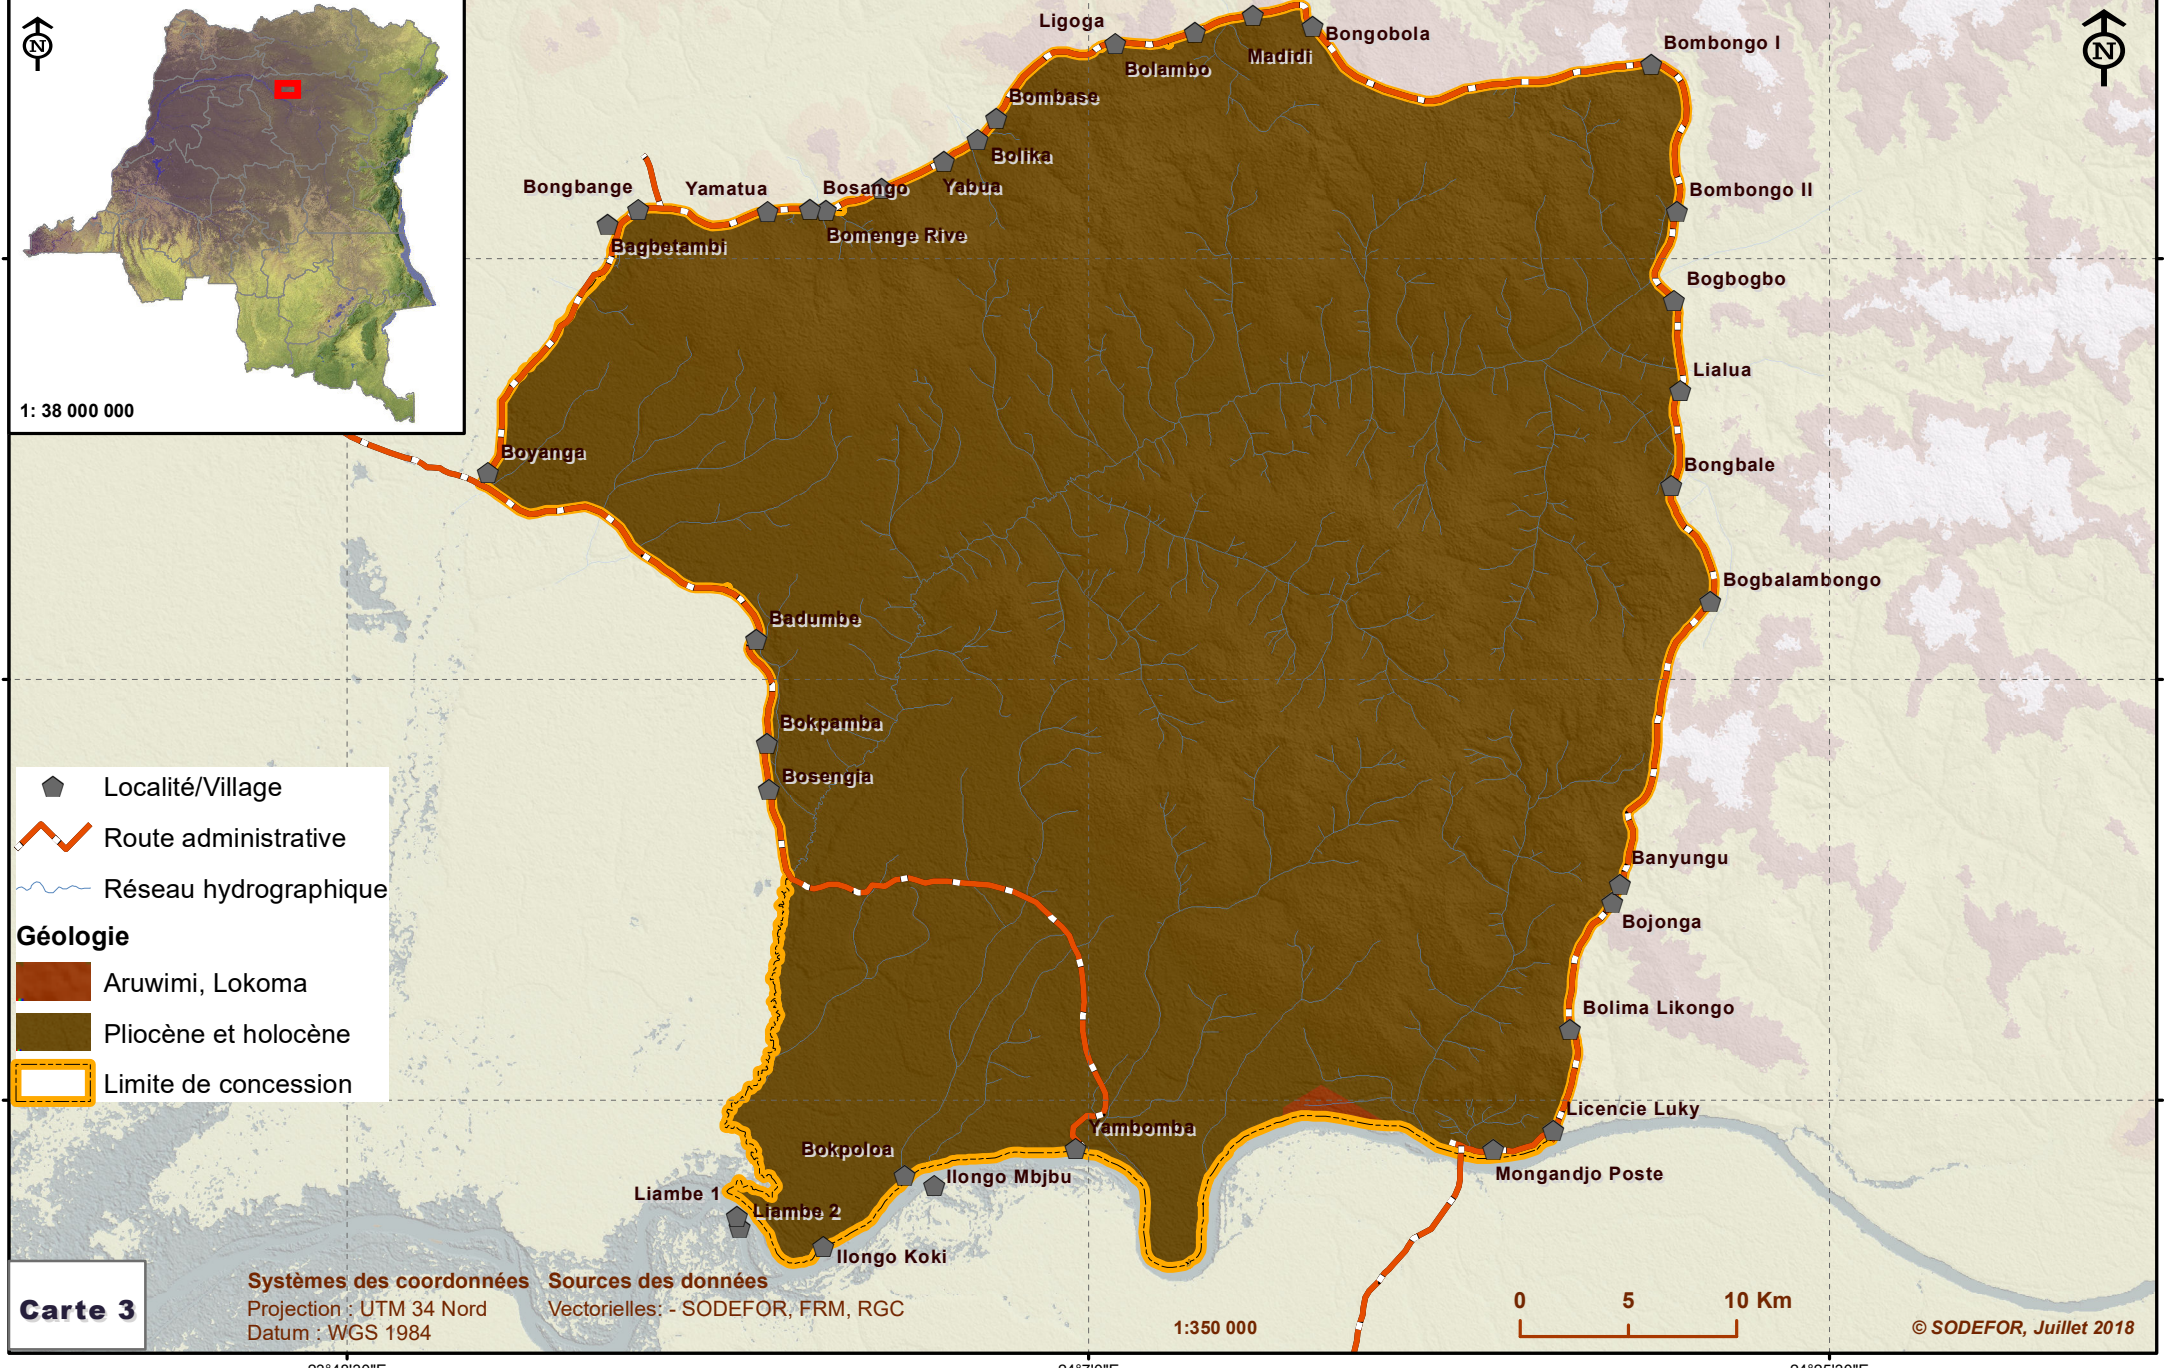 N
N
1: 38 000 000
Ligoga
Bolambo
Madidi
Bongobola
Bombongo I
Bombase
Bolika
Bongbange
Yamatua
Bosango
Yabua
Bombongo II
Bagbetambi
Bomenge Rive
Bogbogbo
Lialua
Boyanga
Bongbale
Bogbalambongo
Badumbe
Bokpamba
Bosengia
Localité/Village
Route administrative
Réseau hydrographique
Géologie
Aruwimi, Lokoma
Pliocène et holocène
Limite de concession
Banyungu
Bojonga
Bolima Likongo
Licencie Luky
Yambomba
Bokpoloa
Ilongo Mbjbu
Mongandjo Poste
Liambe 1
Liambe 2
Ilongo Koki
Carte 3
Systèmes des coordonnées
Projection : UTM 34 Nord
Datum : WGS 1984
Sources des données
Vectorielles: - SODEFOR, FRM, RGC
1:350 000
0 5 10 Km
© SODEFOR, Juillet 2018